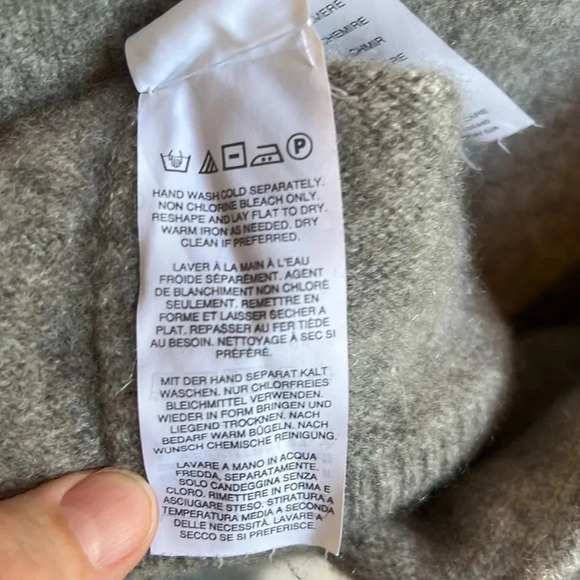 MERE
CHEMIRE
CHMIR
P
HAND WASH COLD SEPARATELY.
NON CHLORINE BLEACH ONLY.
RESHAPE AND LAY FLAT TO DRY.
WARM IRON AS NEEDED. DRY
CLEAN IF PREFERRED.
LAVER À LA MAIN À L'EAU
FROIDE SÉPARÉMENT. AGENT
DE BLANCHIMENT NON CHLORÉ
SEULEMENT. REMETTRE EN
FORME ET LAISSER SÉCHER A
PLAT. REPASSER AU FER TIÈDE
AU BESOIN. NETTOYAGE À SEC SI
PRÉFÉRÉ.
MIT DER HAND SEPARAT KALT
WASCHEN. NUR CHLORFREIES
BLEICHMITTEL VERWENDEN.
WIEDER IN FORM BRINGEN UND
LIEGEND TROCKNEN. NACH
BEDARF WARM BÜGELN. NACH
WUNSCH CHEMISCHE REINIGUNG.
LAVARE A MANO IN ACQUA
FREDDA, SEPARATAMENTE.
SOLO CANDEGGINA SENZA
CLORO. RIMETTERE IN FORMA E
ASCIUGARE STESO. STIRATURA A
TEMPERATURA MEDIA A SECONDA
DELLE NECESSITÀ. LAVARE A
SECCO SE SI PREFERISCE.